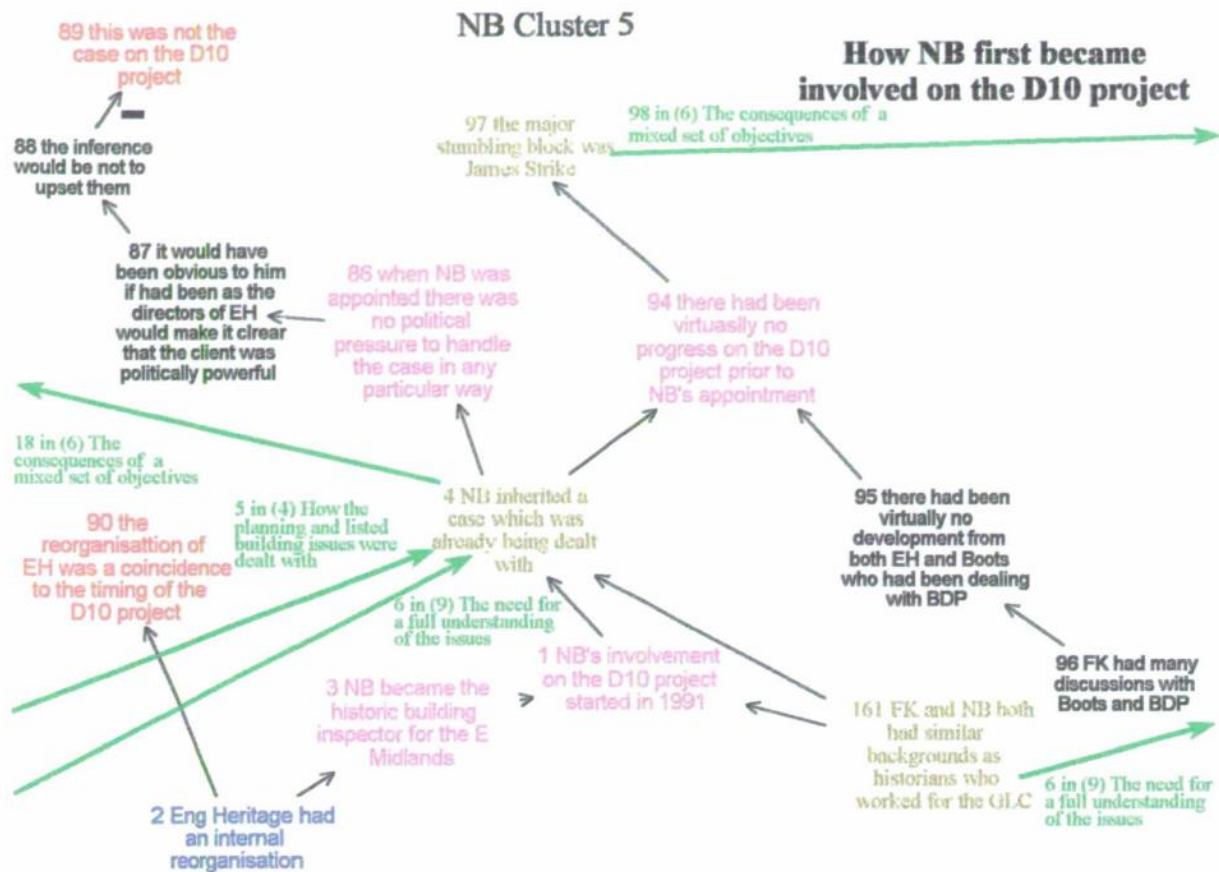 NB Cluster 5
How NB first became
involved on the D10 project
89 this was not the
case on the D10
project
88 the inference
would be not to
upset them
97 the major
stumbling block was
James Strike
98 in (6) The consequences of a
mixed set of objectives
87 it would have
been obvious to him
if had been as the
directors of EH
would make it clrear
that the client was
politically powerful
86 when NB was
appointed there was
no political
pressure to handle
the case in any
particular way
94 there had been
virtuaslly no
progress on the D10
project prior to
NB's appointment
18 in (6) The
consequences of a
mixed set of objectives
5 in (4) How the
planning and listed
building issues were
dealt with
4 NB inherited a
case which was
already being dealt
with
95 there had been
virtually no
development from
both EH and Boots
who had been dealing
with BDP
90 the
reorganisattion of
EH was a coincidence
to the timing of the
D10 project
6 in (9) The need for
a full understanding
of the issues
1 NB's involvement
on the D10 project
started in 1991
3 NB became the
historic building
inspector for the E
Midlands
96 FK had many
discussions with
Boots and BDP
161 FK and NB both
had similar
backgrounds as
historians who
worked for the GLC
6 in (9) The need for
a full understanding
of the issues
2 Eng Heritage had
an internal
reorganisation